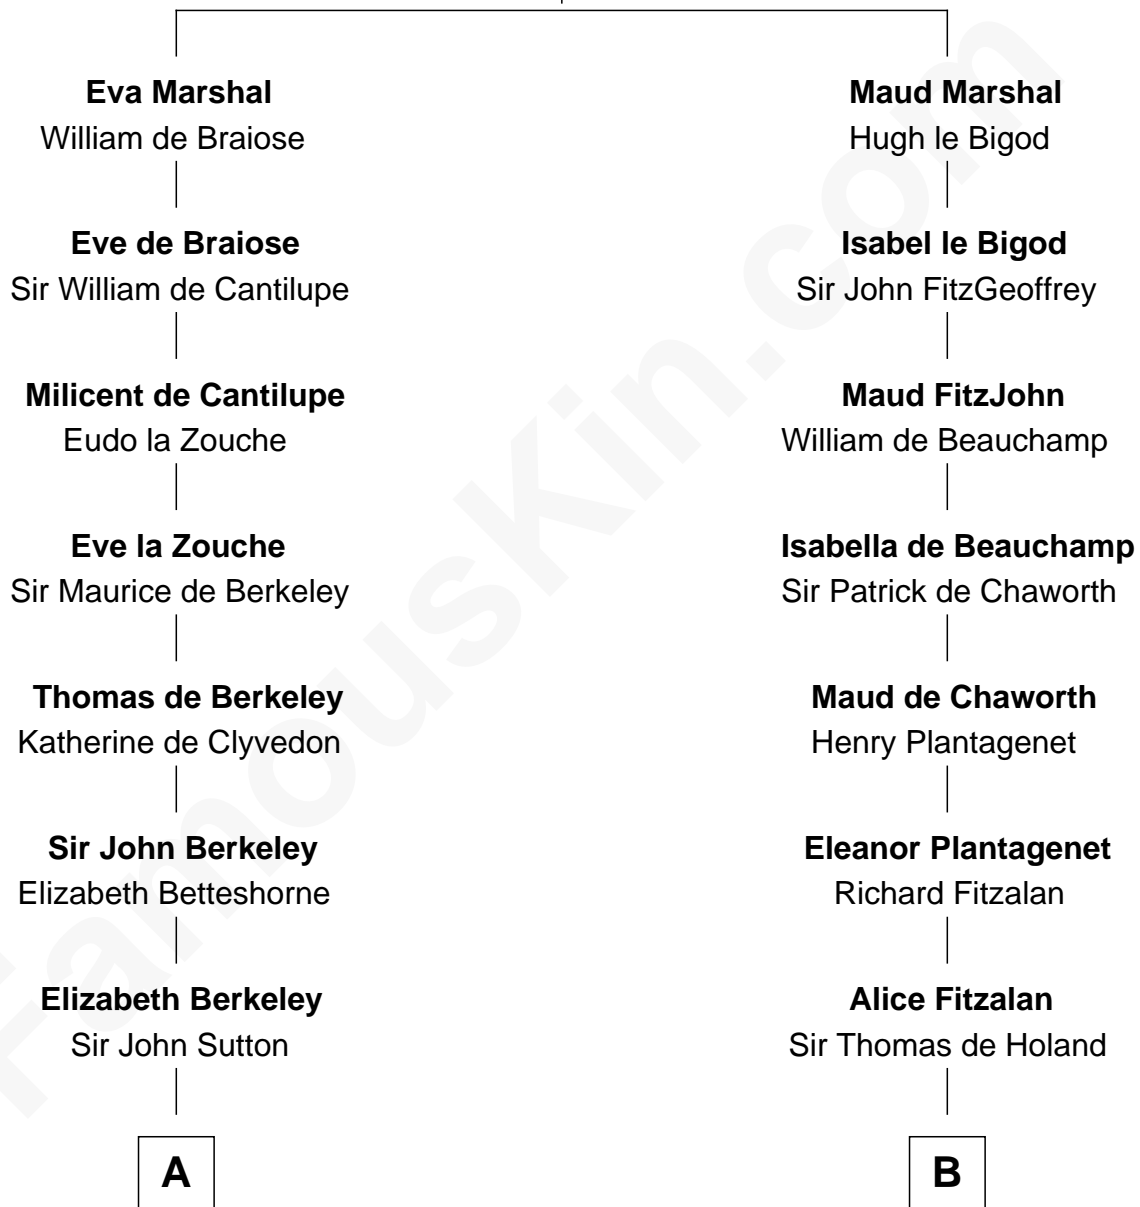 Eva Marshal
William de Braiose
Eve de Braiose
Sir William de Cantilupe
Milicent de Cantilupe
Eudo la Zouche
Eve la Zouche
Sir Maurice de Berkeley
Thomas de Berkeley
Katherine de Clyvedon
Sir John Berkeley
Elizabeth Betteshorne
Elizabeth Berkeley
Sir John Sutton
A
Maud Marshal
Hugh le Bigod
Isabel le Bigod
Sir John FitzGeoffrey
Maud FitzJohn
William de Beauchamp
Isabella de Beauchamp
Sir Patrick de Chaworth
Maud de Chaworth
Henry Plantagenet
Eleanor Plantagenet
Richard Fitzalan
Alice Fitzalan
Sir Thomas de Holand
B
FamousKin.com